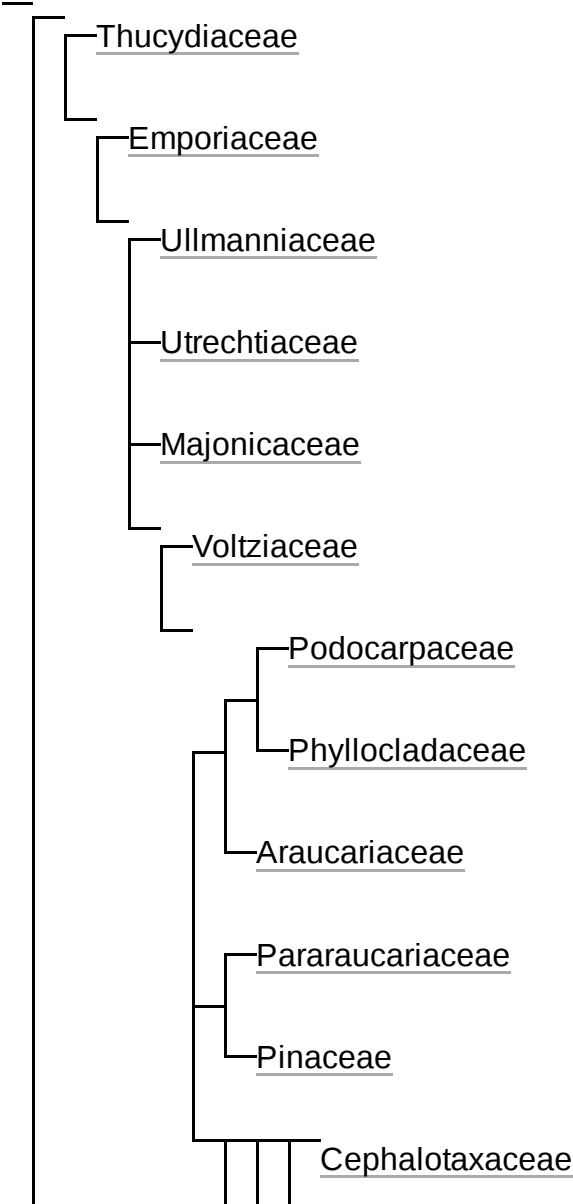 Thucydiaceae
Emporiaceae
Ullmanniaceae
Utrechtiaceae
Majonicaceae
Voltziaceae
Podocarpaceae
Phyllocladaceae
Araucariaceae
Pararaucariaceae
Pinaceae
Cephalotaxaceae